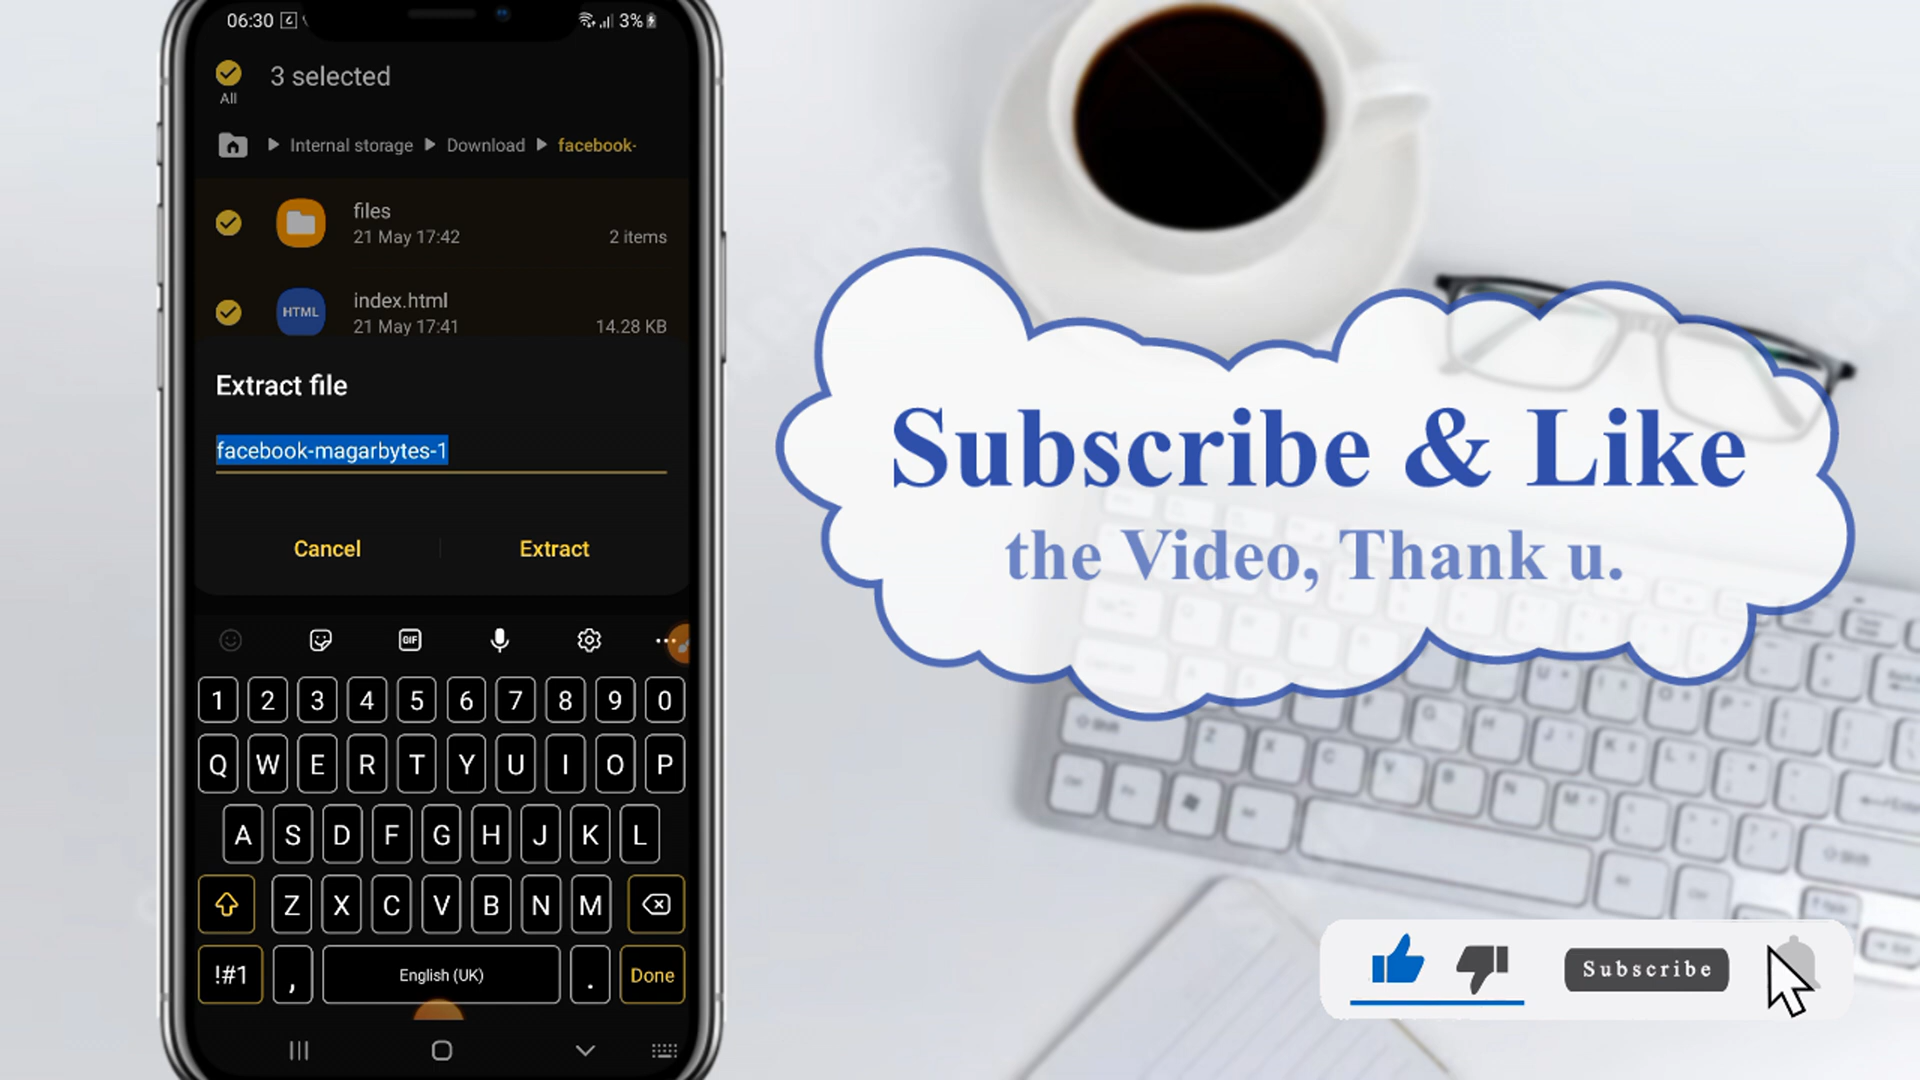 06:30
3%
3 selected
All
Internal storage ▶ Download ▶ facebook-
files
21 May 17:42
2 items
HTML
index.html
21 May 17:41
14.28 KB
Extract file
facebook-magarbytes-1
Cancel
Extract
GIF
1 2 3 4 5 6 7 8 9 0
Q W E R T Y U I O P
A S D F G H J K L
Z X C V B N M
!#1 , English (UK) . Done
Subscribe & Like
the Video, Thank u.
Subscribe